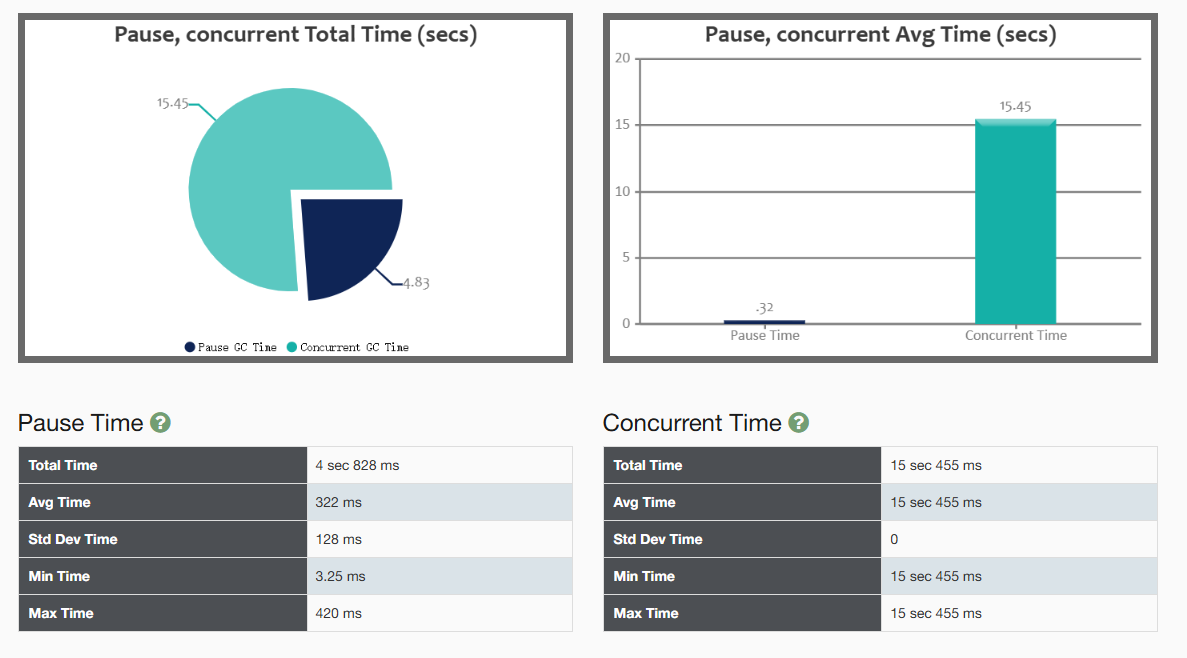 Pause, concurrent Total Time (secs)
15.45
4.83
Pause GC Time
Concurrent GC Time
Pause, concurrent Avg Time (secs)
20
15
10
5
0
.32
15.45
Pause Time
Concurrent Time
Pause Time ?
Total Time 4 sec 828 ms
Avg Time 322 ms
Std Dev Time 128 ms
Min Time 3.25 ms
Max Time 420 ms
Concurrent Time ?
Total Time 15 sec 455 ms
Avg Time 15 sec 455 ms
Std Dev Time 0
Min Time 15 sec 455 ms
Max Time 15 sec 455 ms